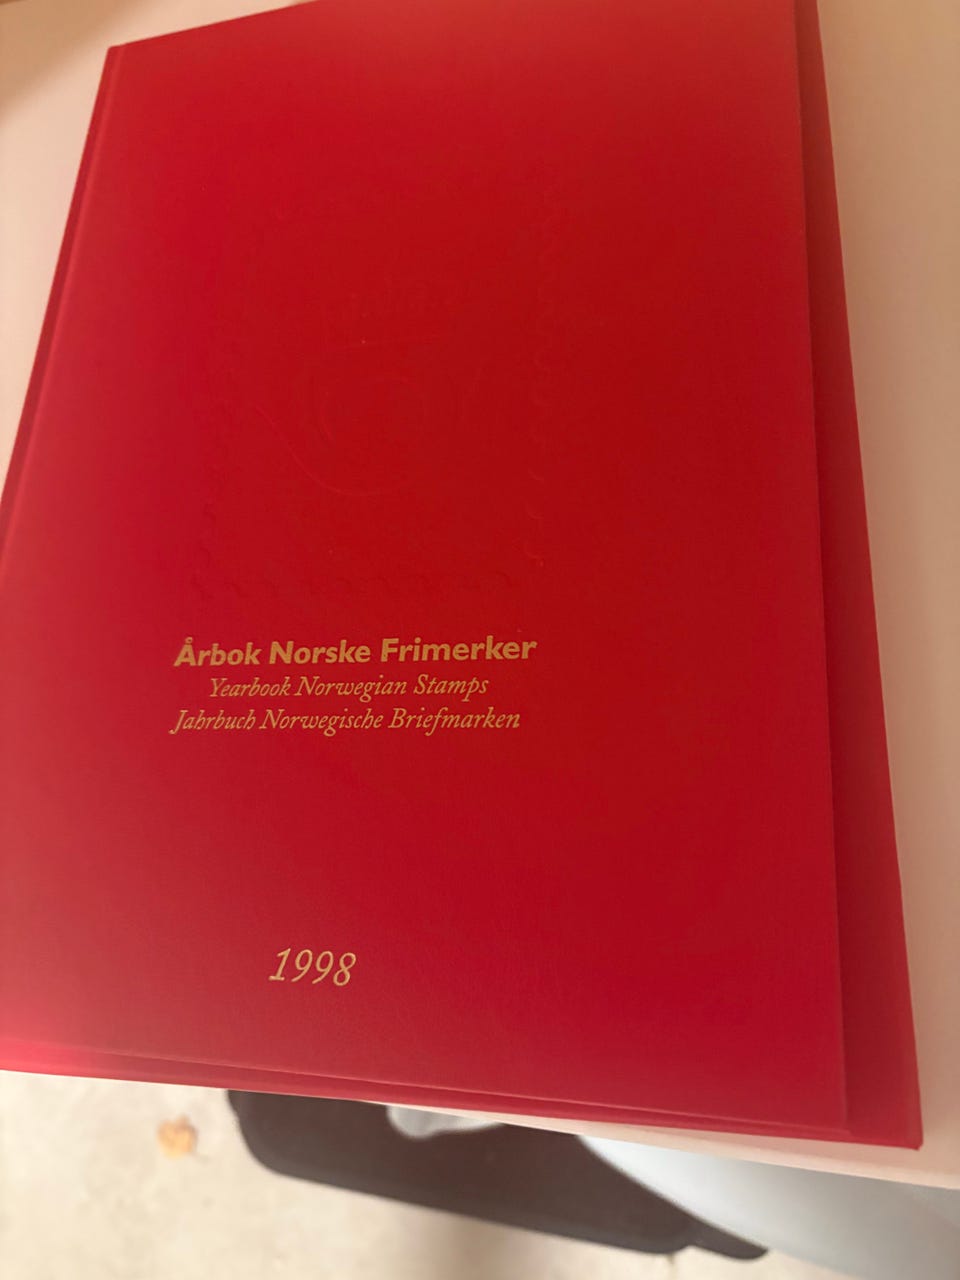 Årbok Norske Frimerker
Yearbook Norwegian Stamps
Jahrbuch Norwegische Briefmarken
1998